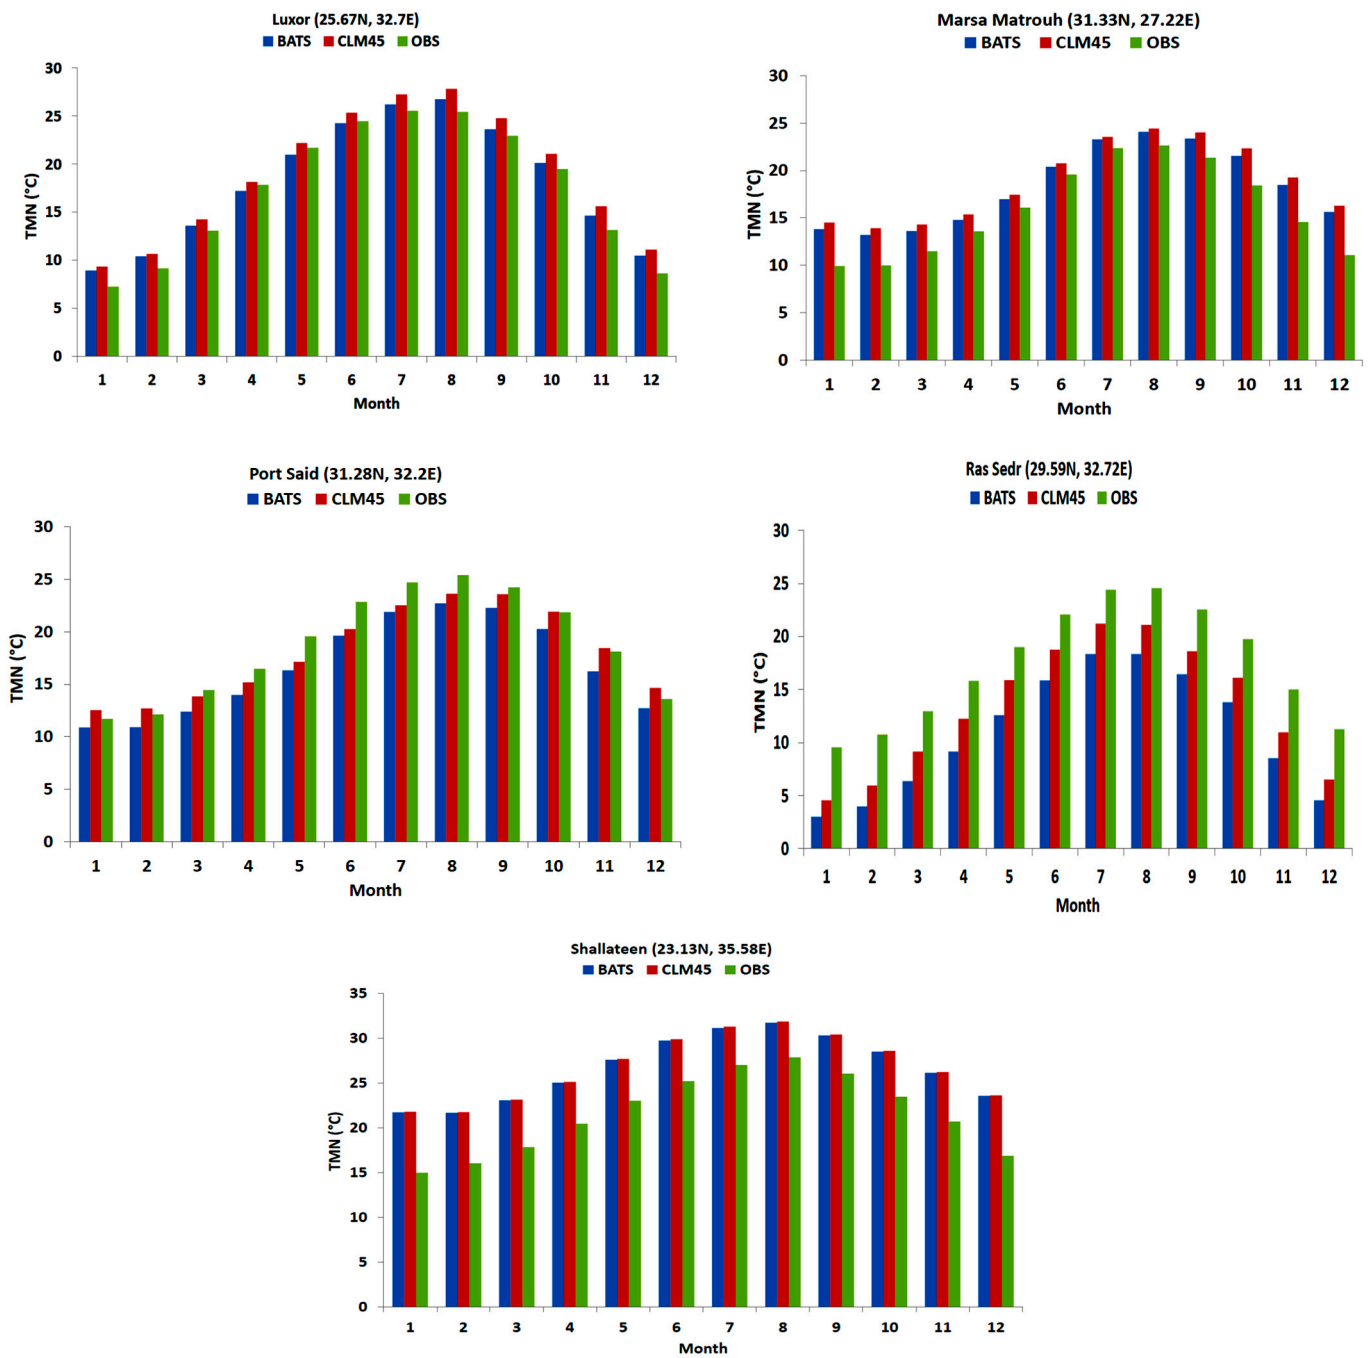 Luxor (25.67N, 32.7E)
BATS CLM45 OBS
30
25
20
15
10
5
0
TMN (°C)
1 2 3 4 5 6 7 8 9 10 11 12
Month
Marsa Matrouh (31.33N, 27.22E)
BATS CLM45 OBS
30
25
20
15
10
5
0
TMN (°C)
1 2 3 4 5 6 7 8 9 10 11 12
Month
Port Said (31.28N, 32.2E)
BATS CLM45 OBS
30
25
20
15
10
5
0
TMN (°C)
1 2 3 4 5 6 7 8 9 10 11 12
Month
Ras Sedr (29.59N, 32.72E)
BATS CLM45 OBS
30
25
20
15
10
5
0
TMN (°C)
1 2 3 4 5 6 7 8 9 10 11 12
Month
Shallateen (23.13N, 35.58E)
BATS CLM45 OBS
35
30
25
20
15
10
5
0
TMN (°C)
1 2 3 4 5 6 7 8 9 10 11 12
Month